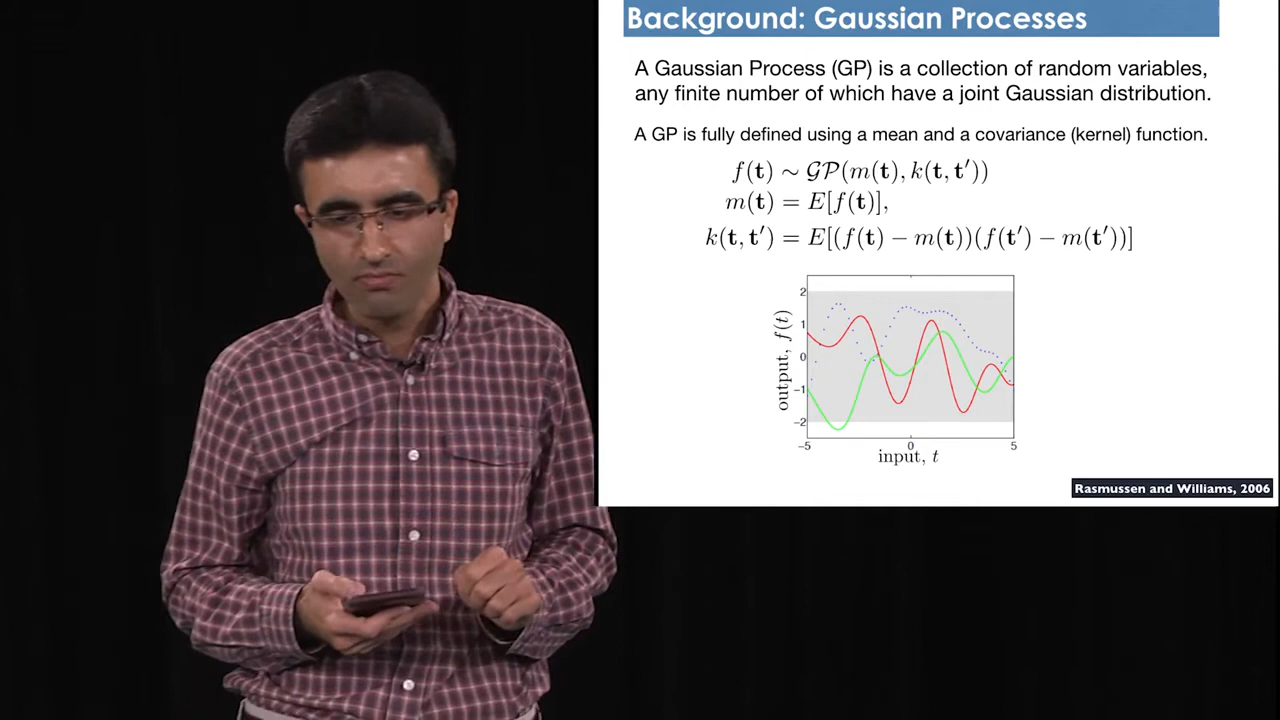 Background: Gaussian Processes
A Gaussian Process (GP) is a collection of random variables,
any finite number of which have a joint Gaussian distribution.
A GP is fully defined using a mean and a covariance (kernel) function.
f(t) ∼ 𝒢𝒫(m(t), k(t, t′))
m(t) = E[f(t)],
k(t, t′) = E[(f(t) − m(t))(f(t′) − m(t′))]
output, f(t)
2
1
0
−1
−2
−5 0 5
input, t
Rasmussen and Williams, 2006